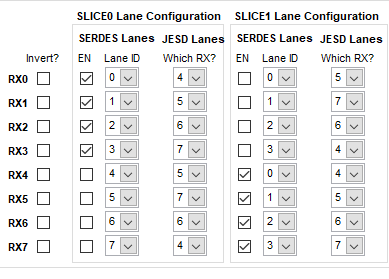 SLICE0 Lane Configuration SLICE1 Lane Configuration
SERDES Lanes JESD Lanes SERDES Lanes JESD Lanes
Invert? EN Lane ID Which RX? EN Lane ID Which RX?
RX0 0 4 0 5
RX1 1 5 1 7
RX2 2 6 2 6
RX3 3 7 3 4
RX4 4 5 0 4
RX5 5 7 1 5
RX6 6 6 2 6
RX7 7 4 3 7